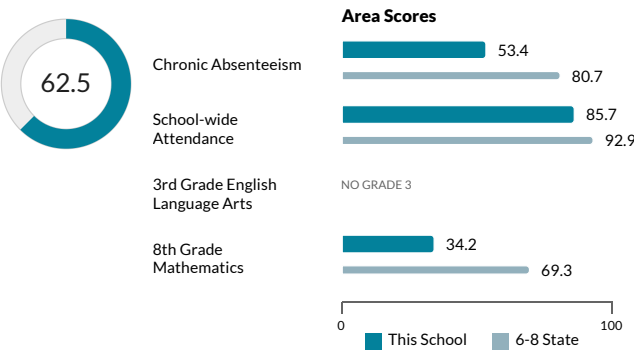 Area Scores
62.5
Chronic Absenteeism
53.4
80.7
School-wide
Attendance
85.7
92.9
3rd Grade English
Language Arts
NO GRADE 3
8th Grade
Mathematics
34.2
69.3
0
100
This School
6-8 State